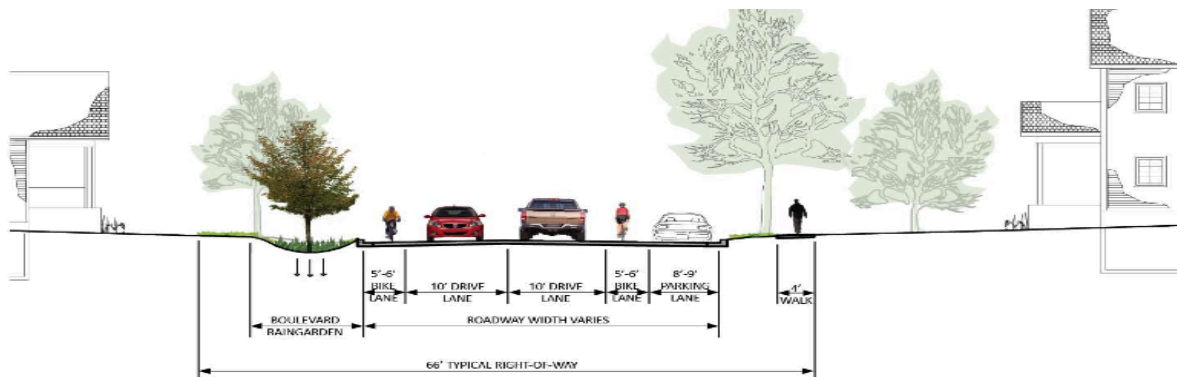 5'-6'
BIKE
LANE
10' DRIVE
LANE
10' DRIVE
LANE
5'-6'
BIKE
LANE
8'-9'
PARKING
LANE
4'
WALK
BOULEVARD
RAINGARDEN
ROADWAY WIDTH VARIES
66' TYPICAL RIGHT-OF-WAY